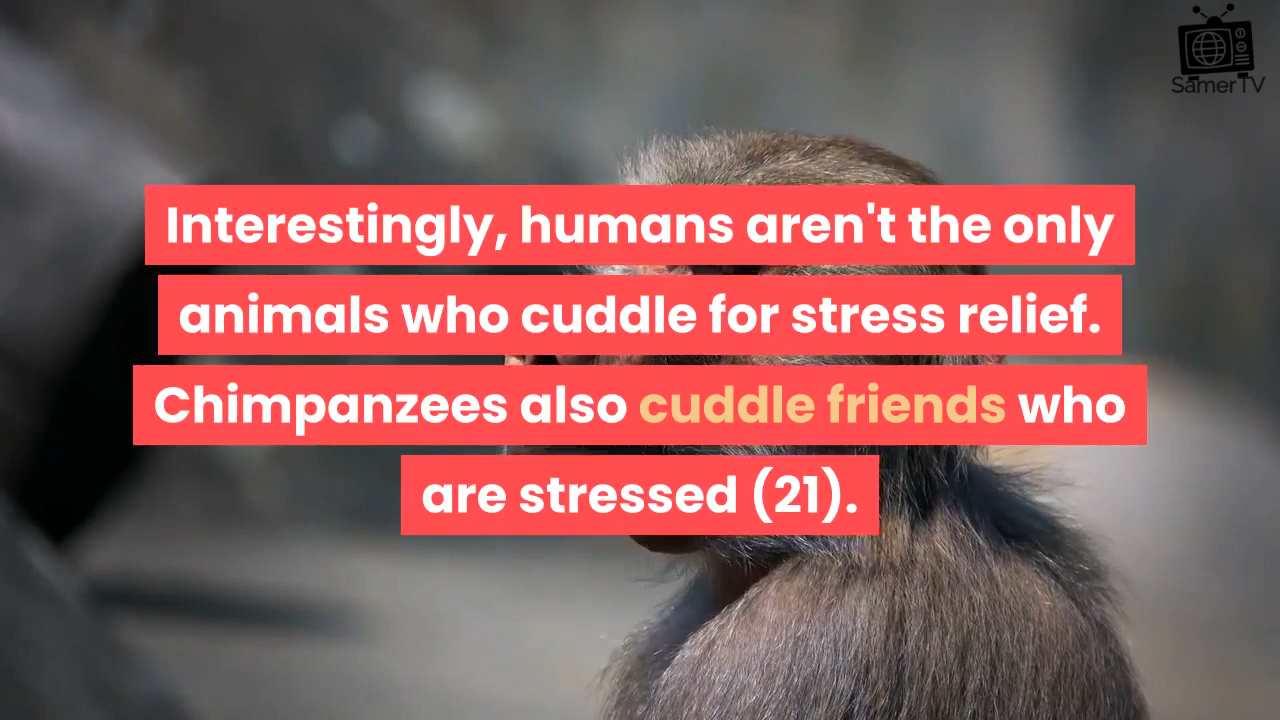 SamerTV
Interestingly, humans aren't the only
animals who cuddle for stress relief.
Chimpanzees also cuddle friends who
are stressed (21).